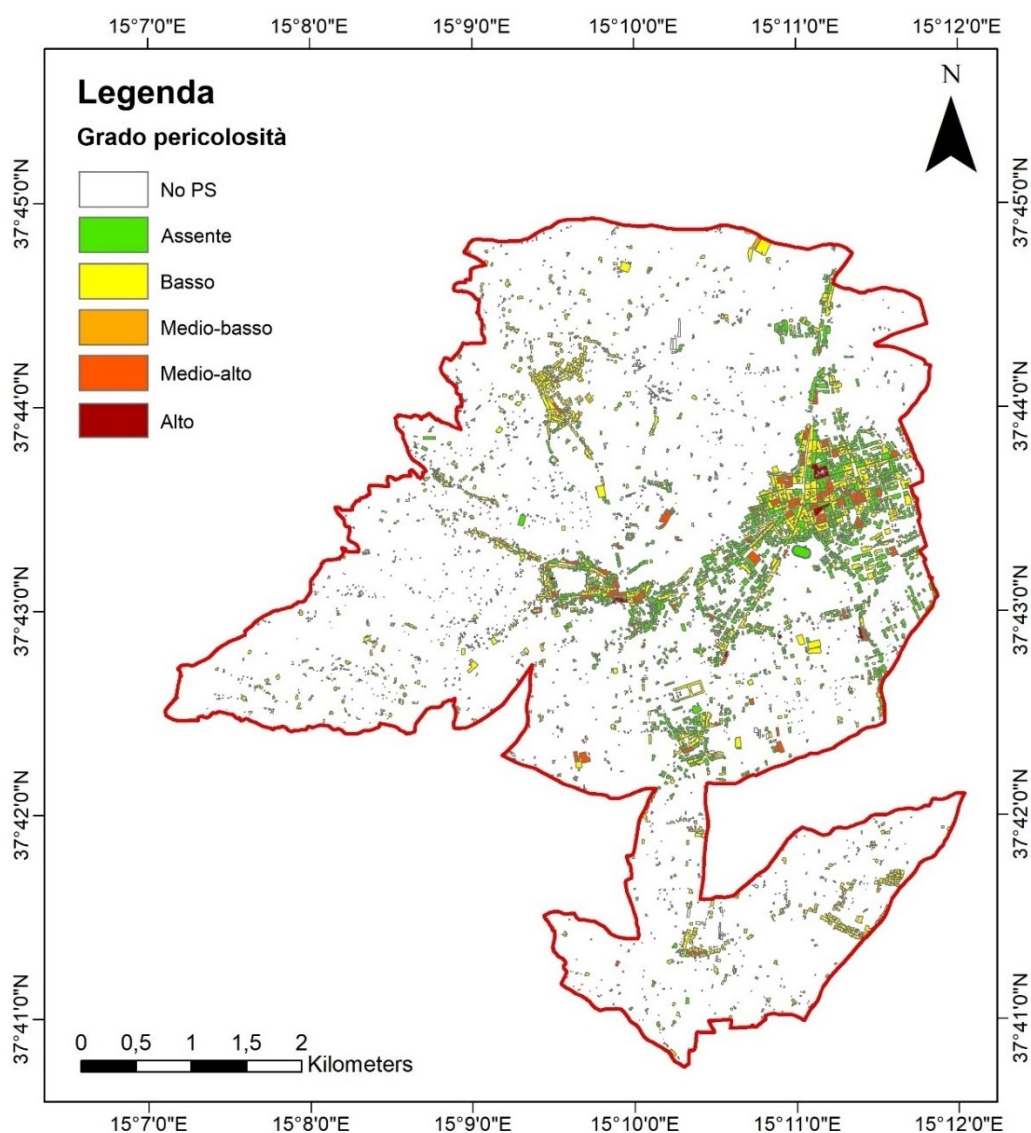 15°7'0"E 15°8'0"E 15°9'0"E 15°10'0"E 15°11'0"E 15°12'0"E
Legenda
N
Grado pericolosità
No PS
Assente
Basso
Medio-basso
Medio-alto
Alto
37°45'0"N 37°45'0"N
37°44'0"N 37°44'0"N
37°43'0"N 37°43'0"N
37°42'0"N 37°42'0"N
37°41'0"N 37°41'0"N
0 0,5 1 1,5 2
Kilometers
15°7'0"E 15°8'0"E 15°9'0"E 15°10'0"E 15°11'0"E 15°12'0"E